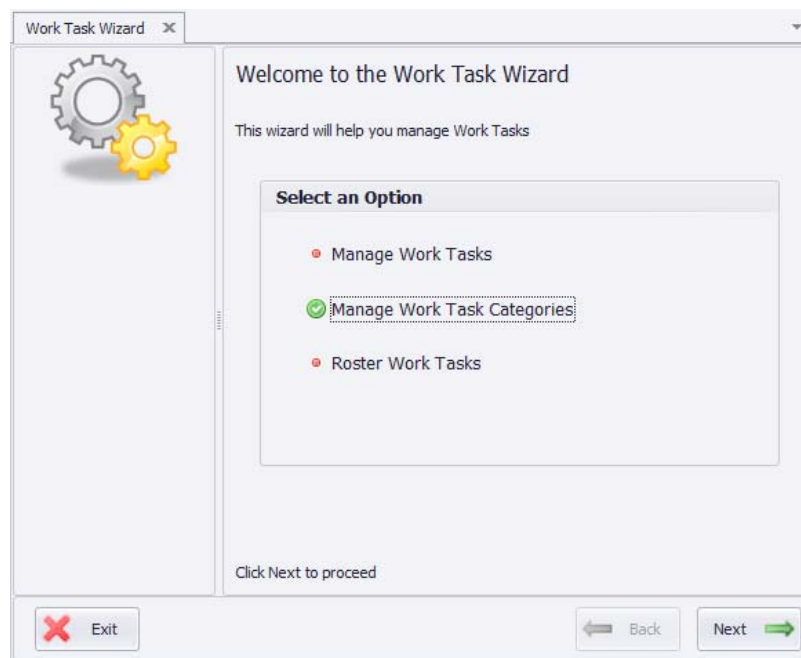 Work Task Wizard
Welcome to the Work Task Wizard
This wizard will help you manage Work Tasks
Select an Option
Manage Work Tasks
Manage Work Task Categories
Roster Work Tasks
Click Next to proceed
Exit
Back
Next